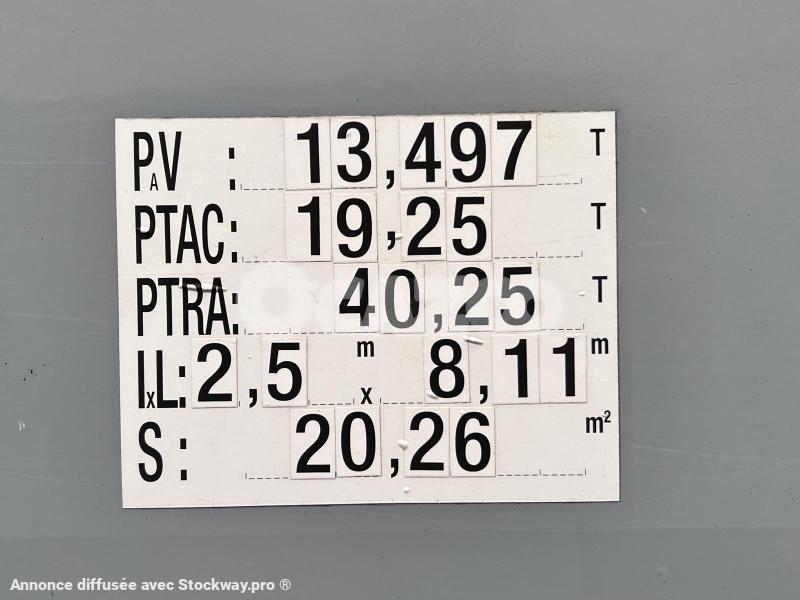 PAV : 13,497 T
PTAC: 19,25 T
PTRA: 40,25 T
IxL: 2,5 m x 8,11 m
S : 20,26 m²
Annonce diffusée avec Stockway.pro ®